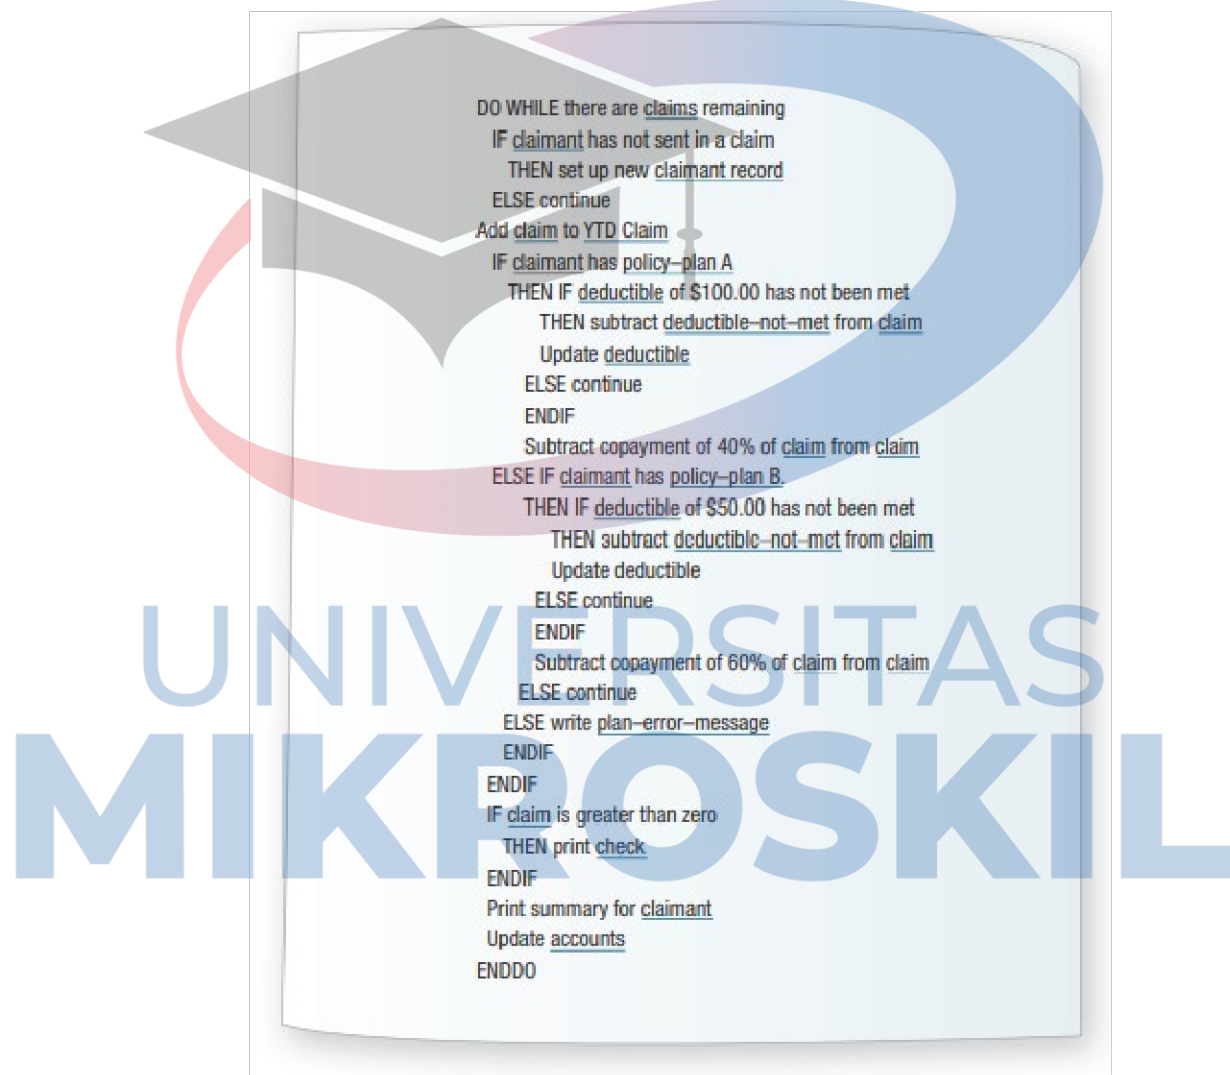 DO WHILE there are claims remaining
IF claimant has not sent in a claim
THEN set up new claimant record
ELSE continue
Add claim to YTD Claim
IF claimant has policy–plan A
THEN IF deductible of $100.00 has not been met
THEN subtract deductible–not–met from claim
Update deductible
ELSE continue
ENDIF
Subtract copayment of 40% of claim from claim
ELSE IF claimant has policy–plan B.
THEN IF deductible of $50.00 has not been met
THEN subtract deductible–not–met from claim
Update deductible
ELSE continue
ENDIF
Subtract copayment of 60% of claim from claim
ELSE continue
ELSE write plan–error–message
ENDIF
ENDIF
IF claim is greater than zero
THEN print check
ENDIF
Print summary for claimant
Update accounts
ENDDO
UNIVERSITAS
MIKROSKIL